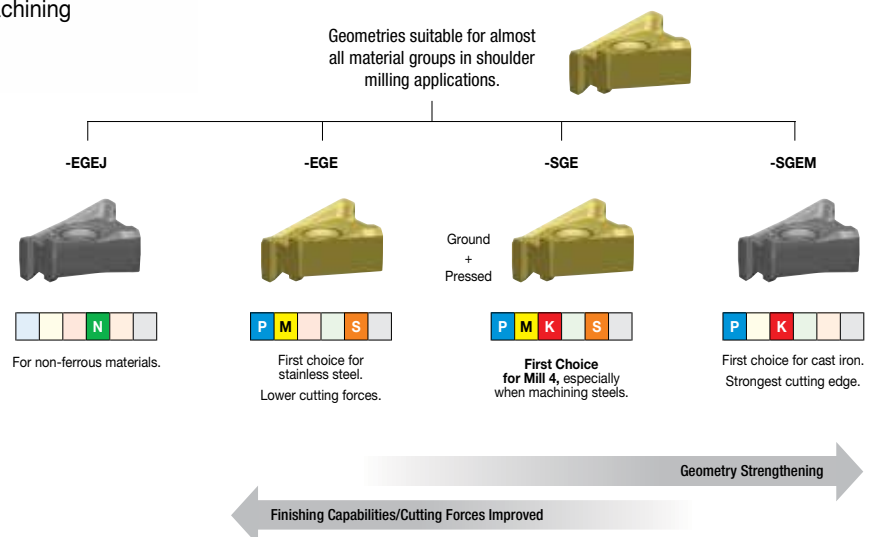 chining
Geometries suitable for almost
all material groups in shoulder
milling applications.
-EGEJ
-EGE
-SGE
-SGEM
Ground
+
Pressed
N
P M S
P M K S
P K
For non-ferrous materials.
First choice for
stainless steel.
Lower cutting forces.
First Choice
for Mill 4, especially
when machining steels.
First choice for cast iron.
Strongest cutting edge.
Geometry Strengthening
Finishing Capabilities/Cutting Forces Improved